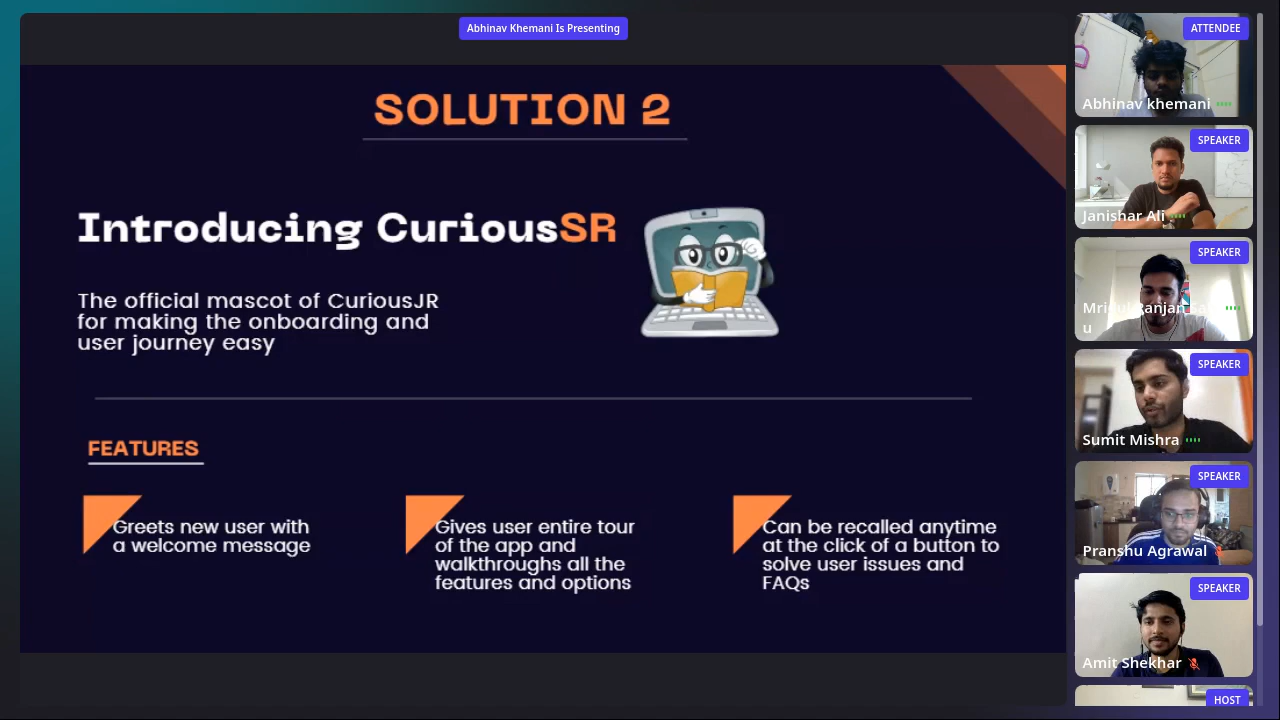 Abhinav Khemani Is Presenting
SOLUTION 2
Introducing CuriousSR
The official mascot of CuriousJR
for making the onboarding and
user journey easy
FEATURES
Greets new user with
a welcome message
Gives user entire tour
of the app and
walkthroughs all the
features and options
Can be recalled anytime
at the click of a button to
solve user issues and
FAQs
ATTENDEE
Abhinav khemani
SPEAKER
Janishar Ali
SPEAKER
Mridul Ranjan
u
SPEAKER
Sumit Mishra
SPEAKER
Pranshu Agrawal
SPEAKER
Amit Shekhar
HOST